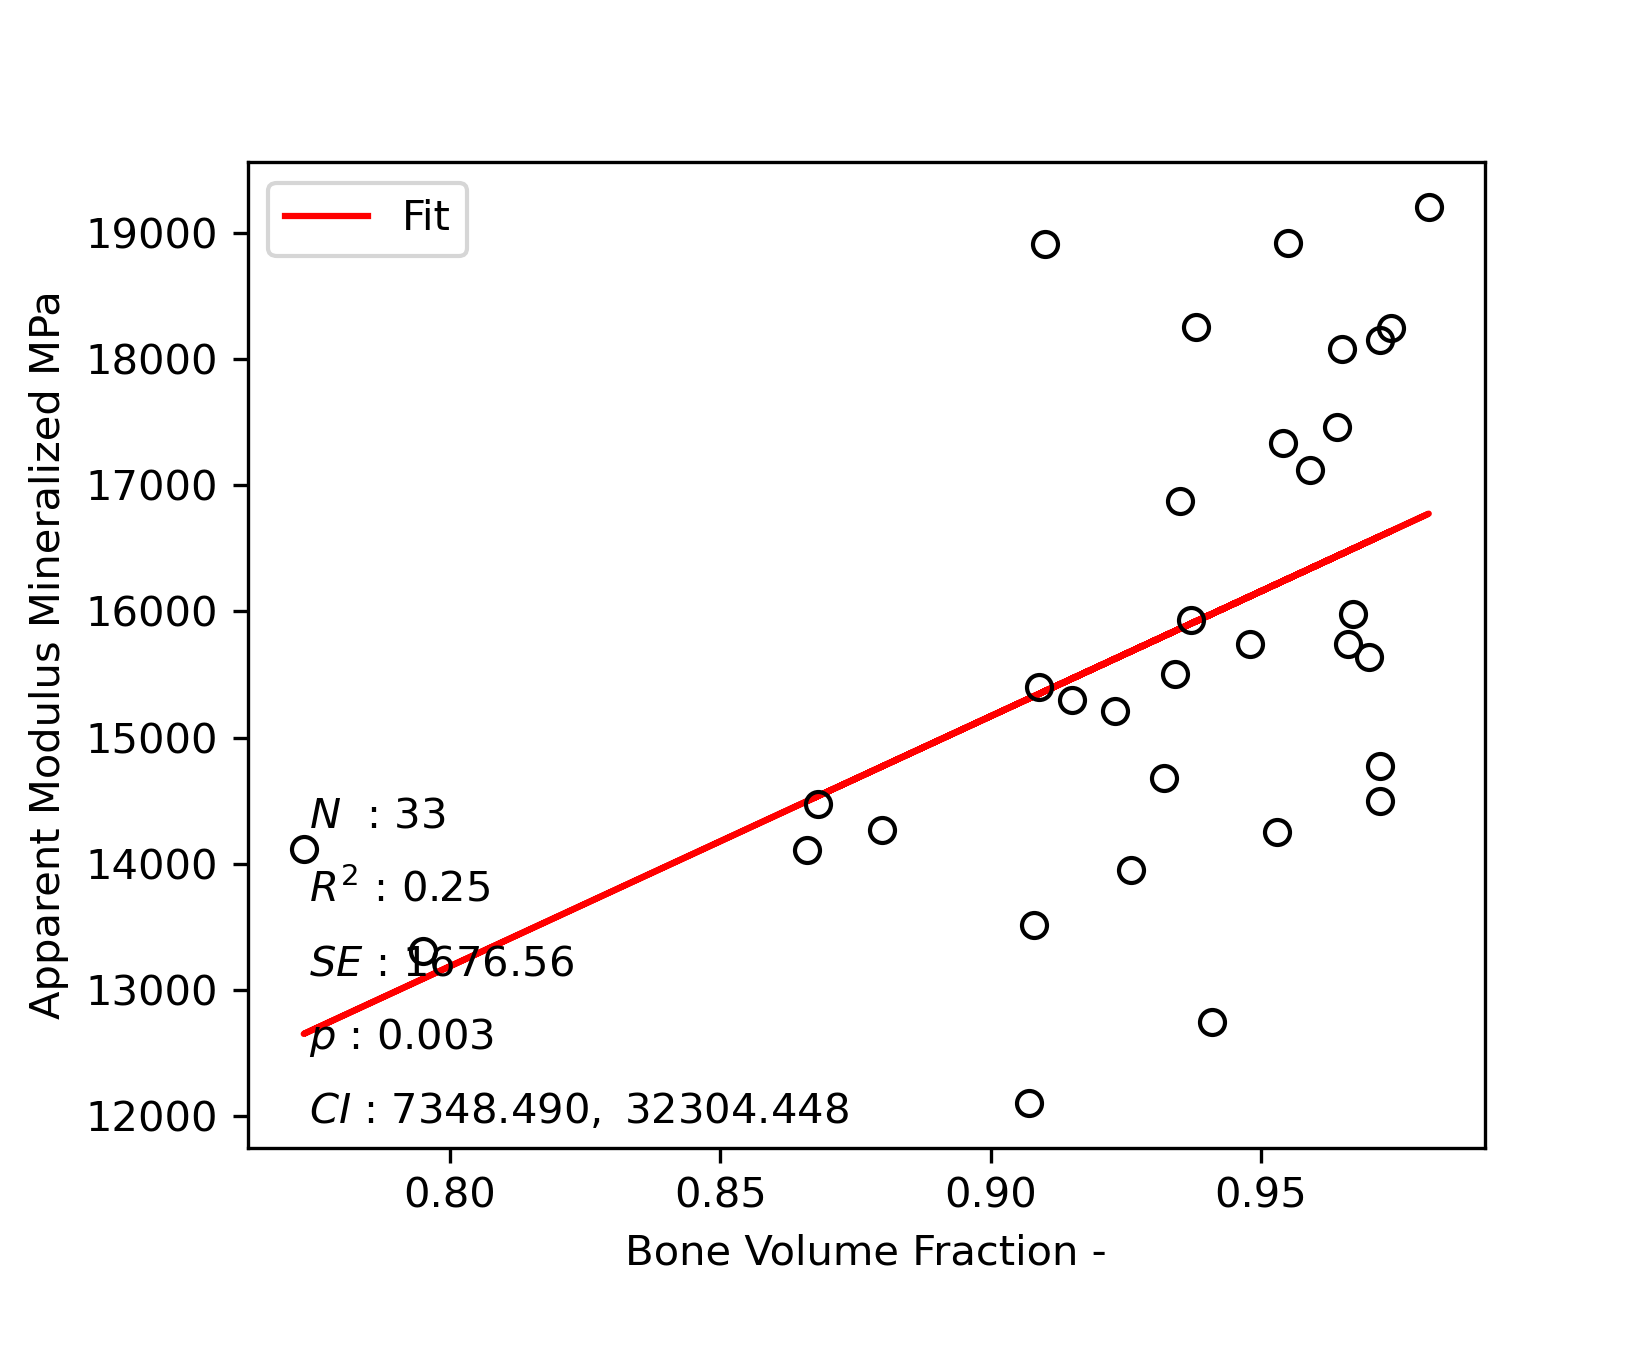 Fit
19000
18000
17000
16000
15000
14000
13000
12000
Apparent Modulus Mineralized MPa
N : 33
R² : 0.25
SE : 1676.56
p : 0.003
CI : 7348.490, 32304.448
0.80 0.85 0.90 0.95
Bone Volume Fraction -